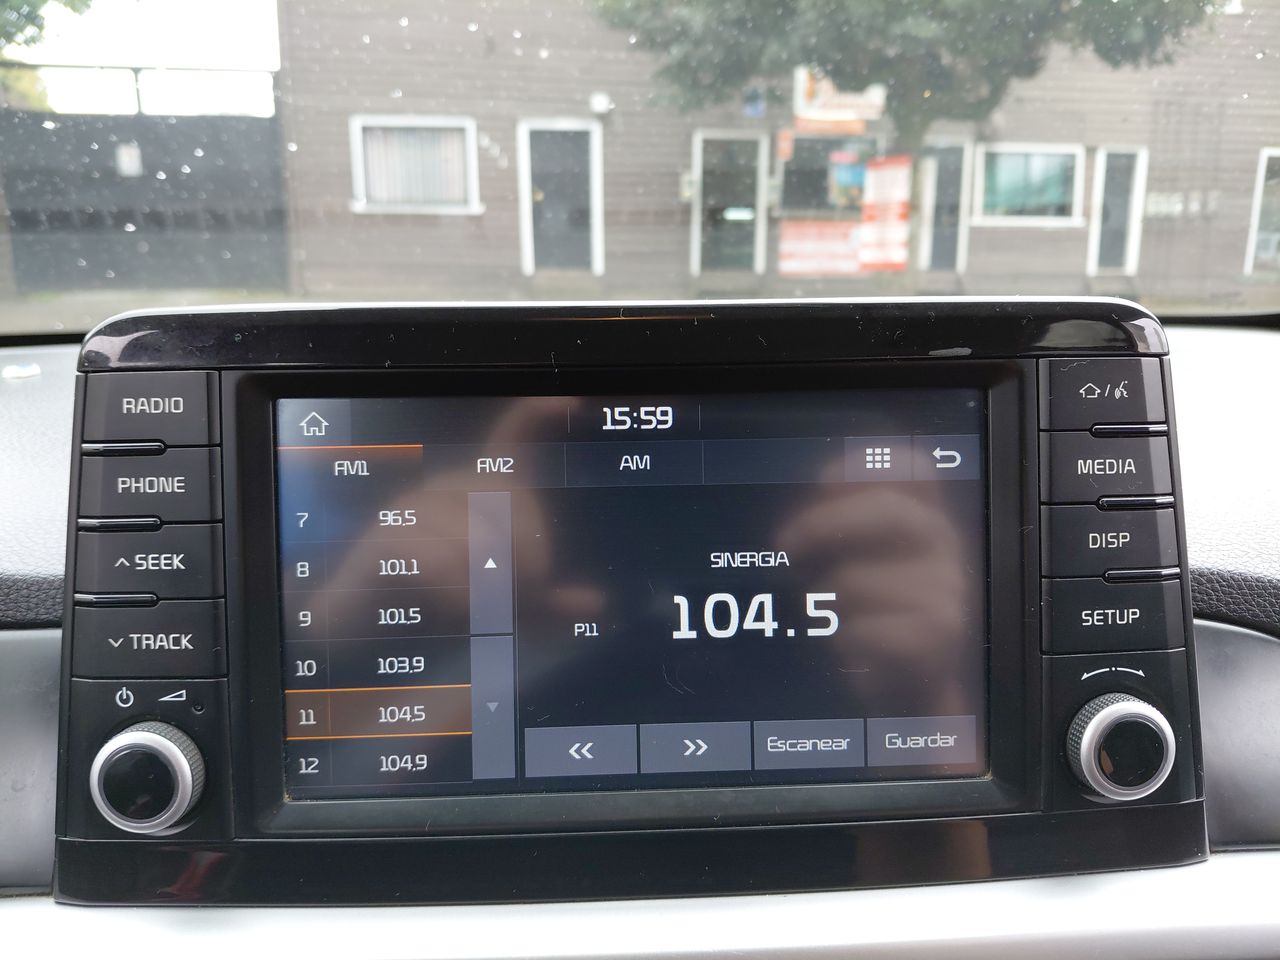 RADIO
PHONE
SEEK
TRACK
15:59
FM1
FM2
AM
7 96,5
8 101,1
9 101,5
10 103,9
11 104,5
12 104,9
SINERGIA
P11 104.5
Escanear
Guardar
MEDIA
DISP
SETUP